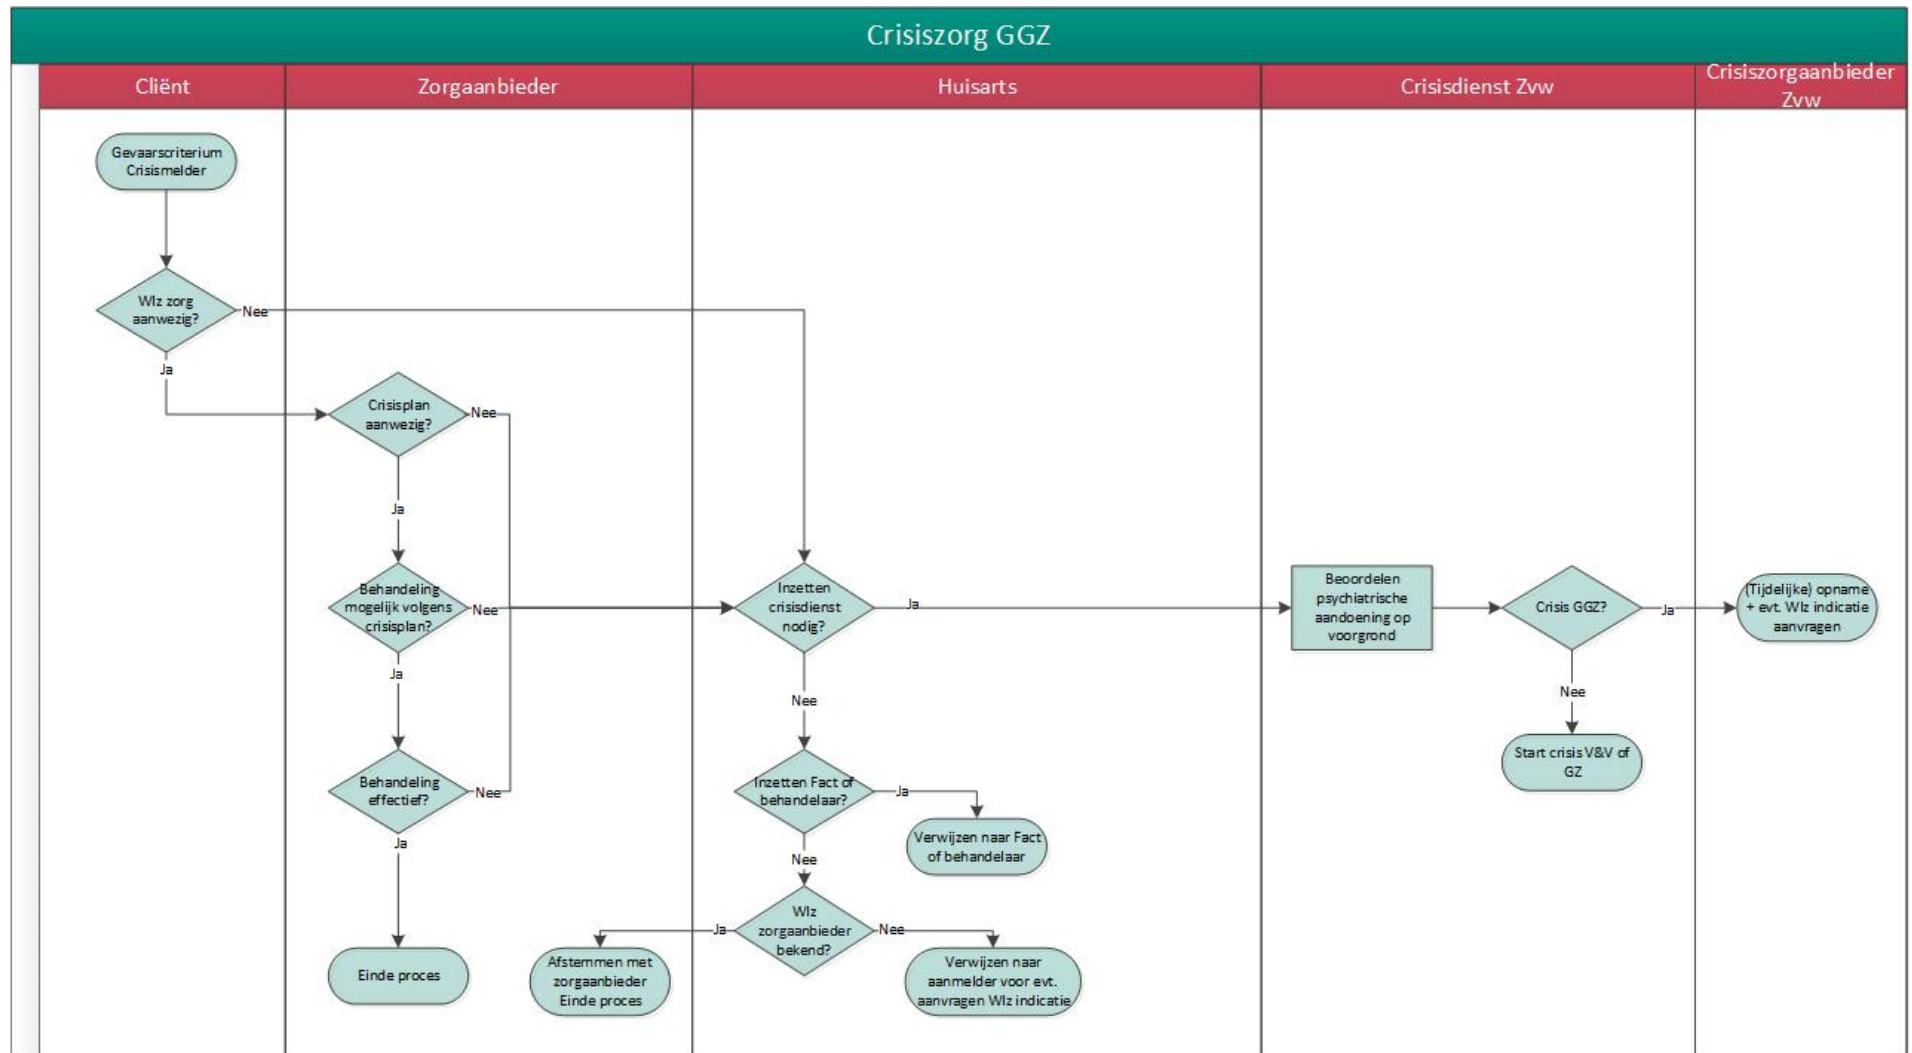 Crisiszorg GGZ
Cliënt
Zorgaanbieder
Huisarts
Crisisdienst Zvw
Crisiszorgaanbieder
Zvw
Gevaarscriterium
Crisismelder
Wlz zorg
aanwezig?
Nee
Ja
Crisisplan
aanwezig?
Nee
Ja
Behandeling
mogelijk volgens
crisisplan?
Nee
Ja
Behandeling
effectief?
Nee
Ja
Einde proces
Inzetten
crisisdienst
nodig?
Ja
Nee
Inzetten Fact of
behandelaar?
Ja
Verwijzen naar Fact
of behandelaar
Nee
Wlz
zorgaanbieder
bekend?
Ja
Afstemmen met
zorgaanbieder
Einde proces
Nee
Verwijzen naar
aanmelder voor evt.
aanvragen Wlz indicatie
Beoordelen
psychiatrische
aandoening op
voorgrond
Crisis GGZ?
Ja
Nee
Start crisis V&V of
GZ
(Tijdelijke) opname
+ evt. Wlz indicatie
aanvragen